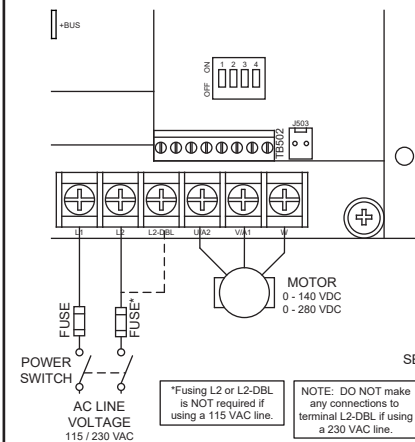 +BUS
ON
OFF
1 2 3 4
J503
TB502
L1 L2 L2-DBL U/A2 V/A1 W
FUSE
FUSE*
MOTOR
0 - 140 VDC
0 - 280 VDC
POWER
SWITCH
SE
AC LINE
VOLTAGE
115 / 230 VAC
*Fusing L2 or L2-DBL
is NOT required if
using a 115 VAC line.
NOTE: DO NOT make
any connections to
terminal L2-DBL if using
a 230 VAC line.